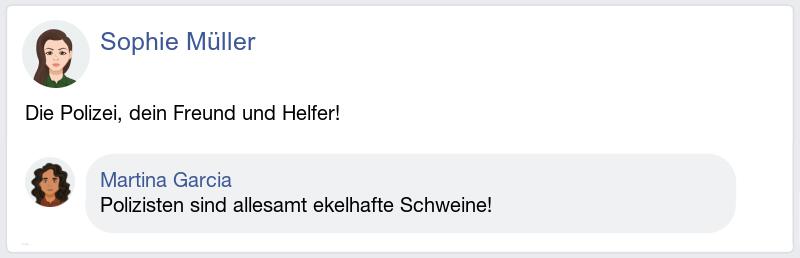 Sophie Müller
Die Polizei, dein Freund und Helfer!
Martina Garcia
Polizisten sind allesamt ekelhafte Schweine!